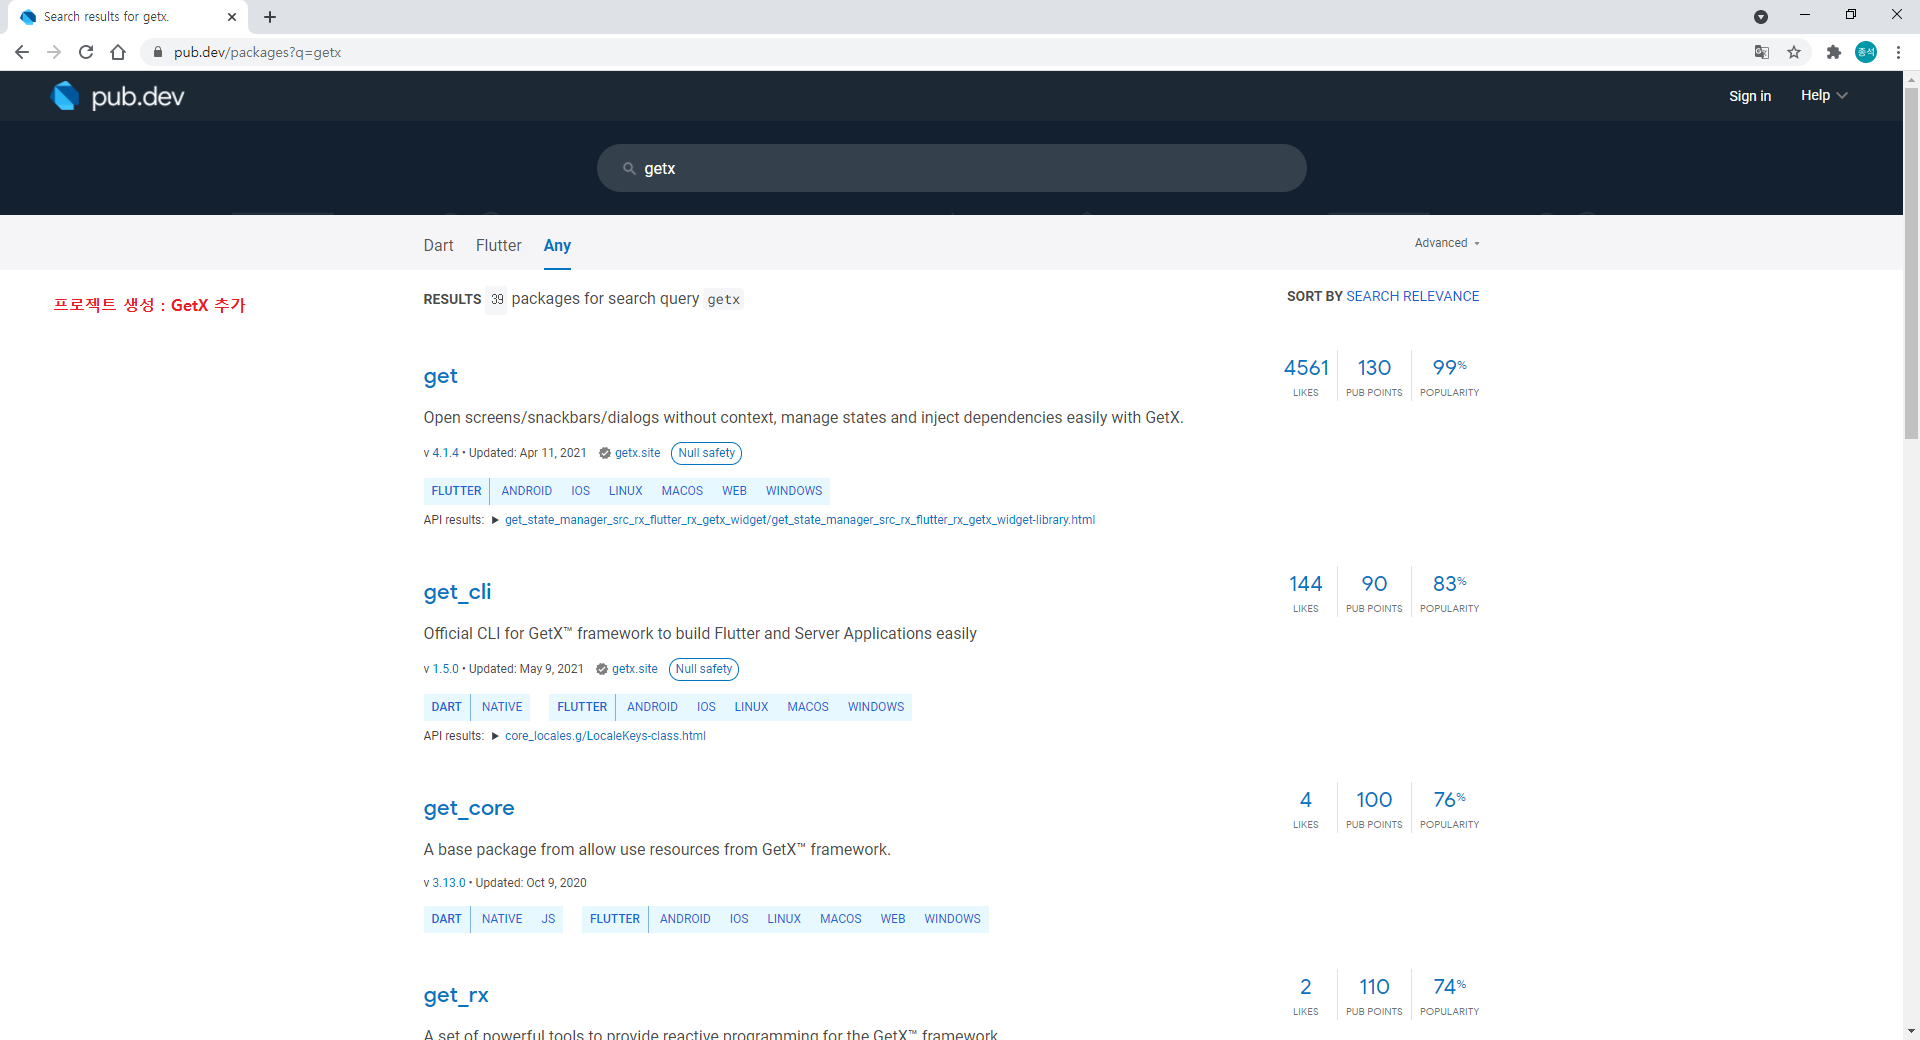 Search results for getx.
pub.dev/packages?q=getx
종석
pub.dev
Sign in
Help
getx
Dart Flutter Any
Advanced
프로젝트 생성 : GetX 추가
RESULTS 39 packages for search query getx
SORT BY SEARCH RELEVANCE
get
4561 LIKES
130 PUB POINTS
99% POPULARITY
Open screens/snackbars/dialogs without context, manage states and inject dependencies easily with GetX.
v 4.1.4 • Updated: Apr 11, 2021 getx.site Null safety
FLUTTER ANDROID IOS LINUX MACOS WEB WINDOWS
API results: ▶ get_state_manager_src_rx_flutter_rx_getx_widget/get_state_manager_src_rx_flutter_rx_getx_widget-library.html
get_cli
144 LIKES
90 PUB POINTS
83% POPULARITY
Official CLI for GetX™ framework to build Flutter and Server Applications easily
v 1.5.0 • Updated: May 9, 2021 getx.site Null safety
DART NATIVE FLUTTER ANDROID IOS LINUX MACOS WINDOWS
API results: ▶ core_locales.g/LocaleKeys-class.html
get_core
4 LIKES
100 PUB POINTS
76% POPULARITY
A base package from allow use resources from GetX™ framework.
v 3.13.0 • Updated: Oct 9, 2020
DART NATIVE JS FLUTTER ANDROID IOS LINUX MACOS WEB WINDOWS
get_rx
2 LIKES
110 PUB POINTS
74% POPULARITY
A set of powerful tools to provide reactive programming for the GetX™ framework